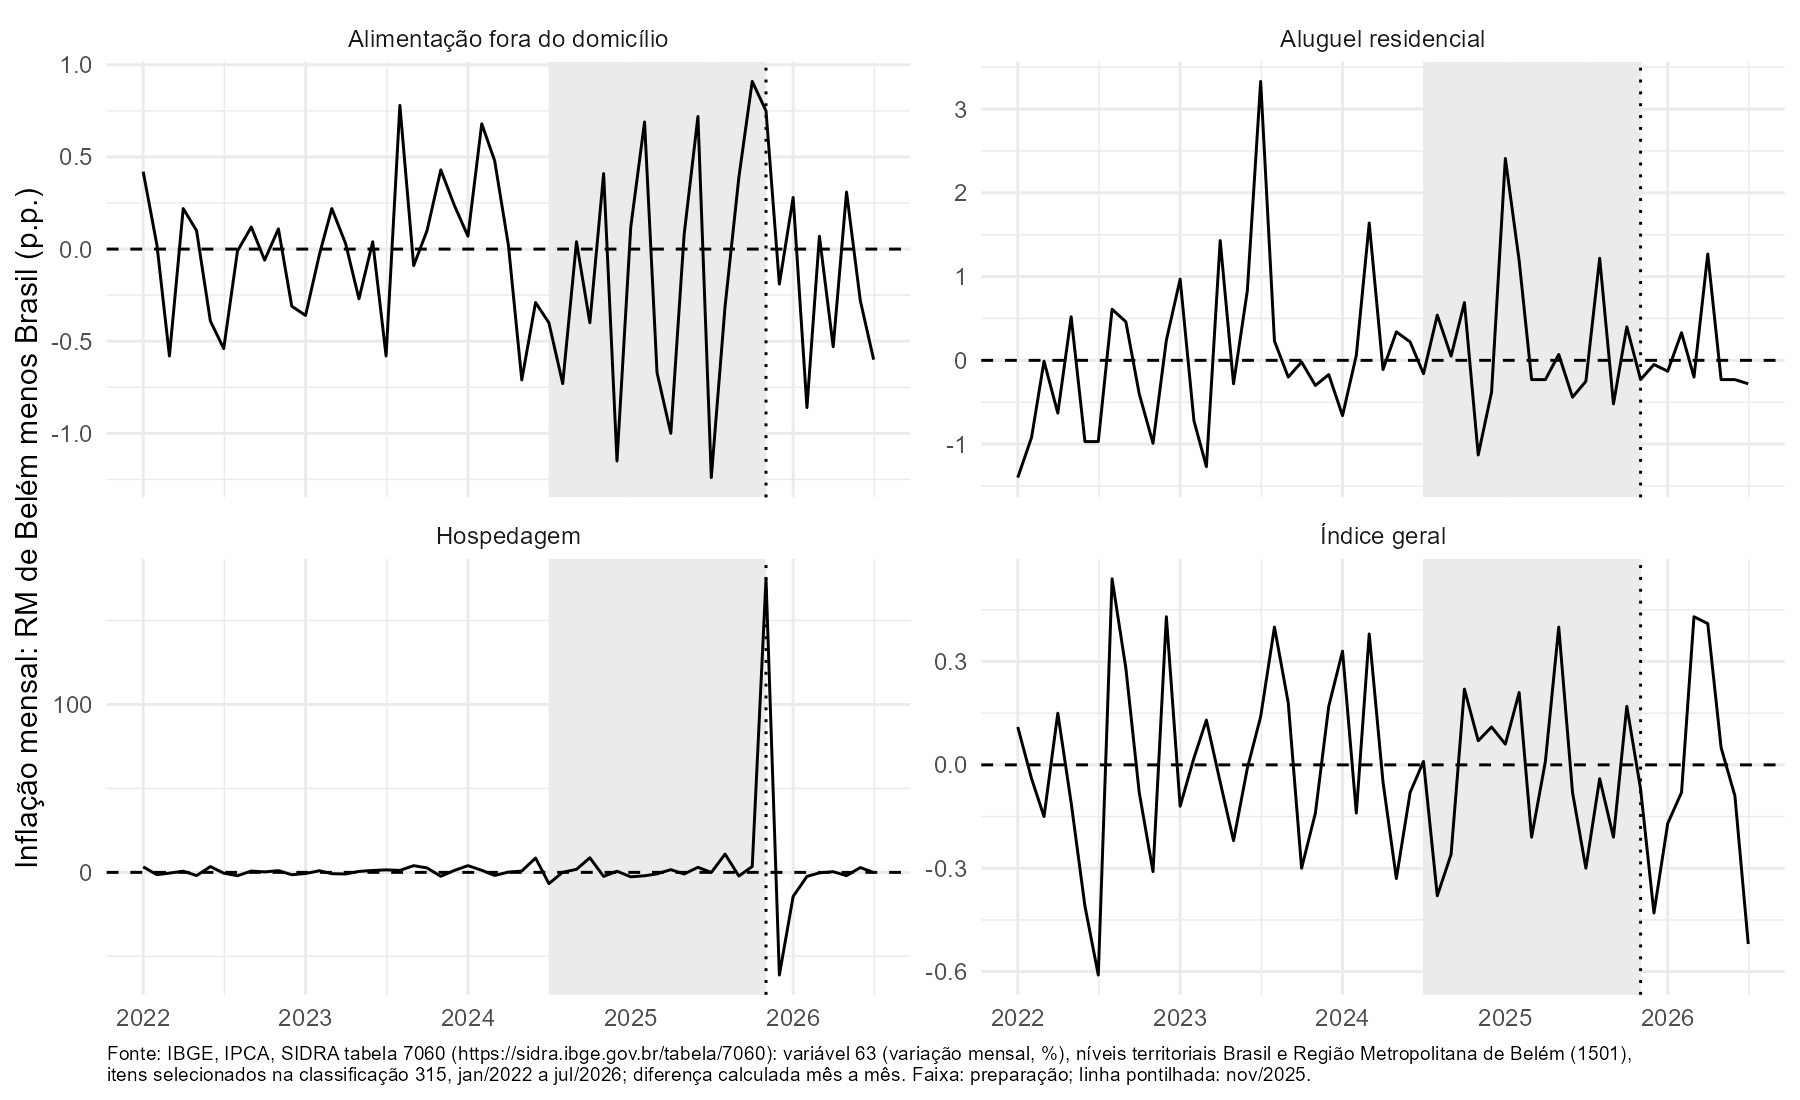 Inflação mensal: RM de Belém menos Brasil (p.p.)
Alimentação fora do domicílio
1.0
0.5
0.0
-0.5
-1.0
Aluguel residencial
3
2
1
0
-1
Hospedagem
100
0
2022 2023 2024 2025 2026
Índice geral
0.3
0.0
-0.3
-0.6
2022 2023 2024 2025 2026
Fonte: IBGE, IPCA, SIDRA tabela 7060 (https://sidra.ibge.gov.br/tabela/7060): variável 63 (variação mensal, %), níveis territoriais Brasil e Região Metropolitana de Belém (1501),
itens selecionados na classificação 315, jan/2022 a jul/2026; diferença calculada mês a mês. Faixa: preparação; linha pontilhada: nov/2025.